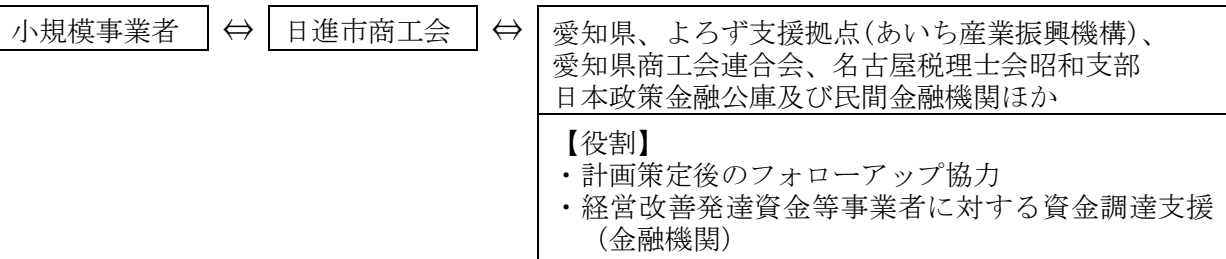 小規模事業者 ⇔ 日進市商工会 ⇔ 愛知県、よろず支援拠点(あいち産業振興機構)、
愛知県商工会連合会、名古屋税理士会昭和支部
日本政策金融公庫及び民間金融機関ほか
【役割】
・計画策定後のフォローアップ協力
・経営改善発達資金等事業者に対する資金調達支援
（金融機関）